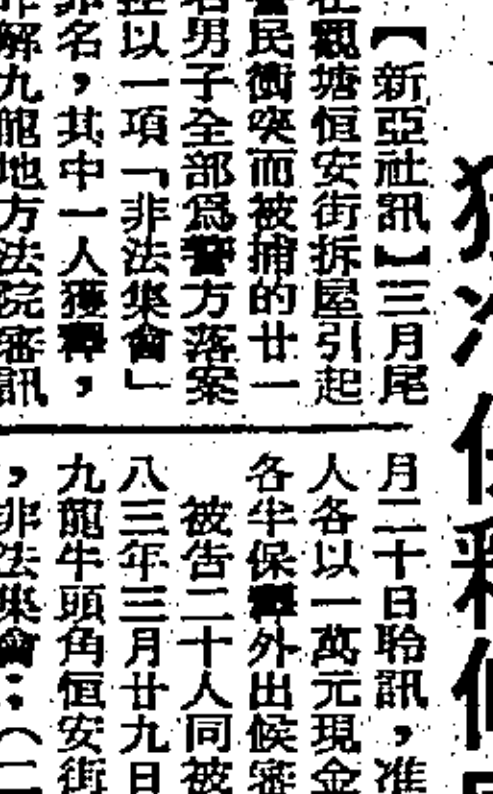 【新亞社訊】三月尾
觀塘恒安街拆屋引起
民衝突而被捕的廿一
名男子全部爲警方落案
以一項「非法集會」
名，其中一人獲釋，
解九龍地方法院審訊
月二十日聆訊，准
人各以一萬元現金
各半保釋外出候審
被告二十人同被
八三年三月廿九日
九龍牛頭角恒安街
，非法集會：（二